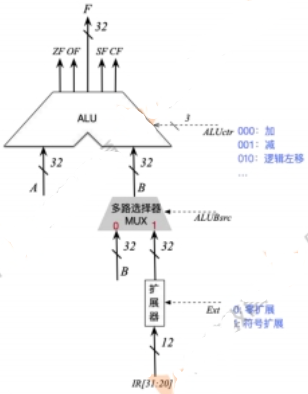 F
32
ZF OF SF CF
ALU
3
ALUctr
000：加
001：减
010：逻辑左移
...
32 32
A B
多路选择器
MUX
ALUBsrc
0 1
32 32
B
扩展器
Ext
0: 零扩展
1: 符号扩展
12
IR[31:20]